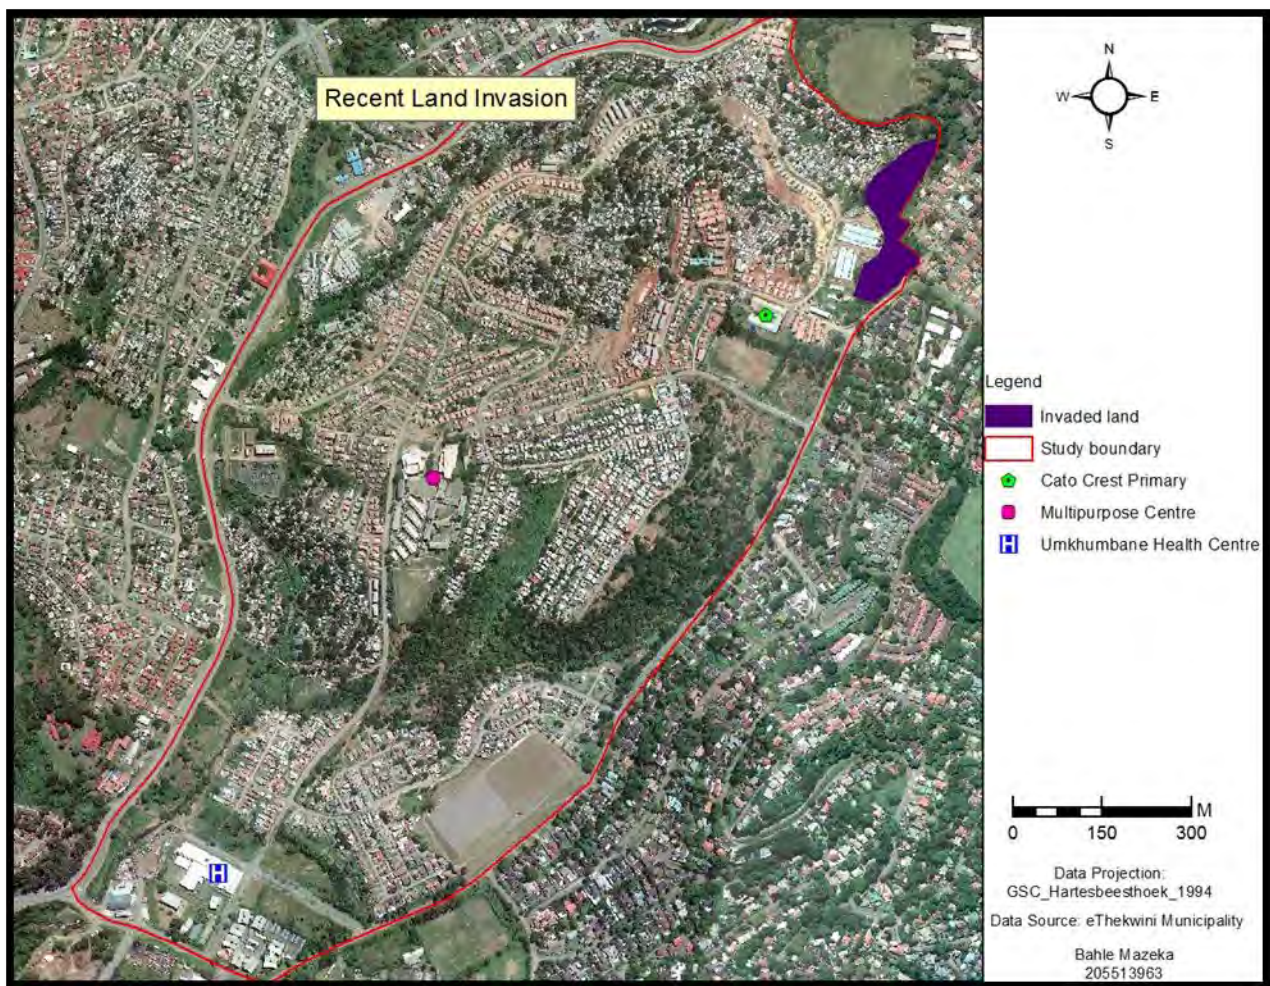 Recent Land Invasion
N
W E
S
Legend
Invaded land
Study boundary
Cato Crest Primary
Multipurpose Centre
H Umkhumbane Health Centre
H
M
0 150 300
Data Projection:
GSC_Hartesbeesthoek_1994
Data Source: eThekwini Municipality
Bahle Mazeka
205513963